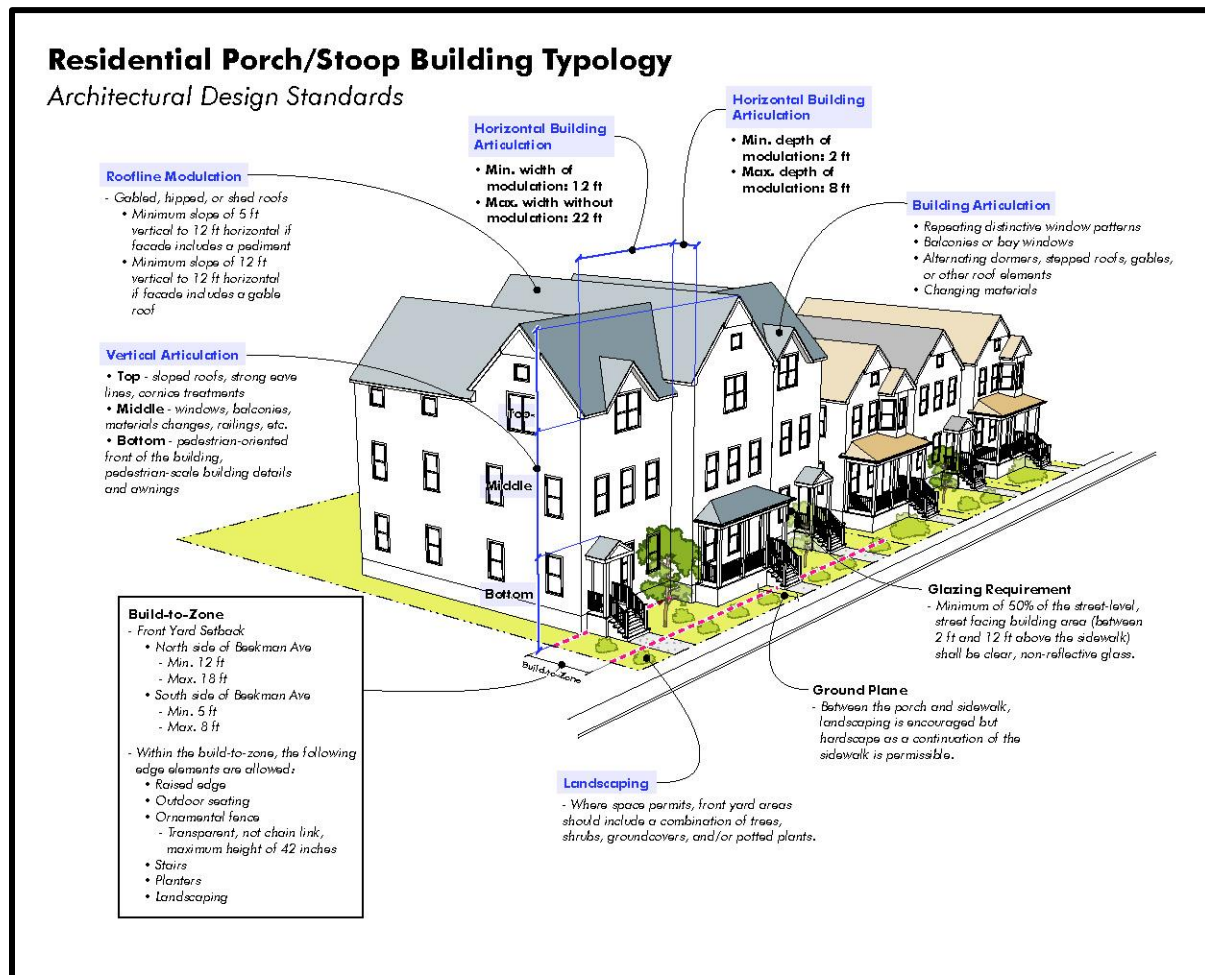 Residential Porch/Stoop Building Typology
Architectural Design Standards
Horizontal Building
Articulation
• Min. width of
modulation: 12 ft
• Max. width without
modulation: 22 ft
Horizontal Building
Articulation
• Min. depth of
modulation: 2 ft
• Max. depth of
modulation: 8 ft
Roofline Modulation
- Gabled, hipped, or shed roofs
• Minimum slope of 5 ft
vertical to 12 ft horizontal if
facade includes a pediment
• Minimum slope of 12 ft
vertical to 12 ft horizontal
if facade includes a gable
roof
Building Articulation
• Repeating distinctive window patterns
• Balconies or bay windows
• Alternating dormers, stepped roofs, gables,
or other roof elements
• Changing materials
Vertical Articulation
• Top - sloped roofs, strong eave
lines, cornice treatments
• Middle - windows, balconies,
materials changes, railings, etc.
• Bottom - pedestrian-oriented
front of the building,
pedestrian-scale building details
and awnings
Top
Middle
Bottom
Build-to-Zone
Build-to-Zone
- Front Yard Setback
• North side of Beekman Ave
- Min. 12 ft
- Max. 18 ft
• South side of Beekman Ave
- Min. 5 ft
- Max. 8 ft
- Within the build-to-zone, the following
edge elements are allowed:
• Raised edge
• Outdoor seating
• Ornamental fence
- Transparent, not chain link,
maximum height of 42 inches
• Stairs
• Planters
• Landscaping
Glazing Requirement
- Minimum of 50% of the street-level,
street facing building area (between
2 ft and 12 ft above the sidewalk)
shall be clear, non-reflective glass.
Ground Plane
- Between the porch and sidewalk,
landscaping is encouraged but
hardscape as a continuation of the
sidewalk is permissible.
Landscaping
- Where space permits, front yard areas
should include a combination of trees,
shrubs, groundcovers, and/or potted plants.